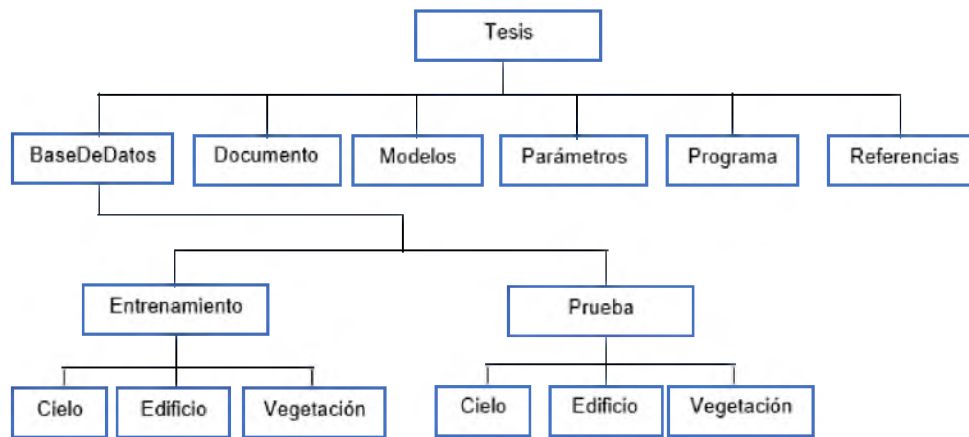 Tesis
BaseDeDatos
Documento
Modelos
Parámetros
Programa
Referencias
Entrenamiento
Prueba
Cielo
Edificio
Vegetación
Cielo
Edificio
Vegetación